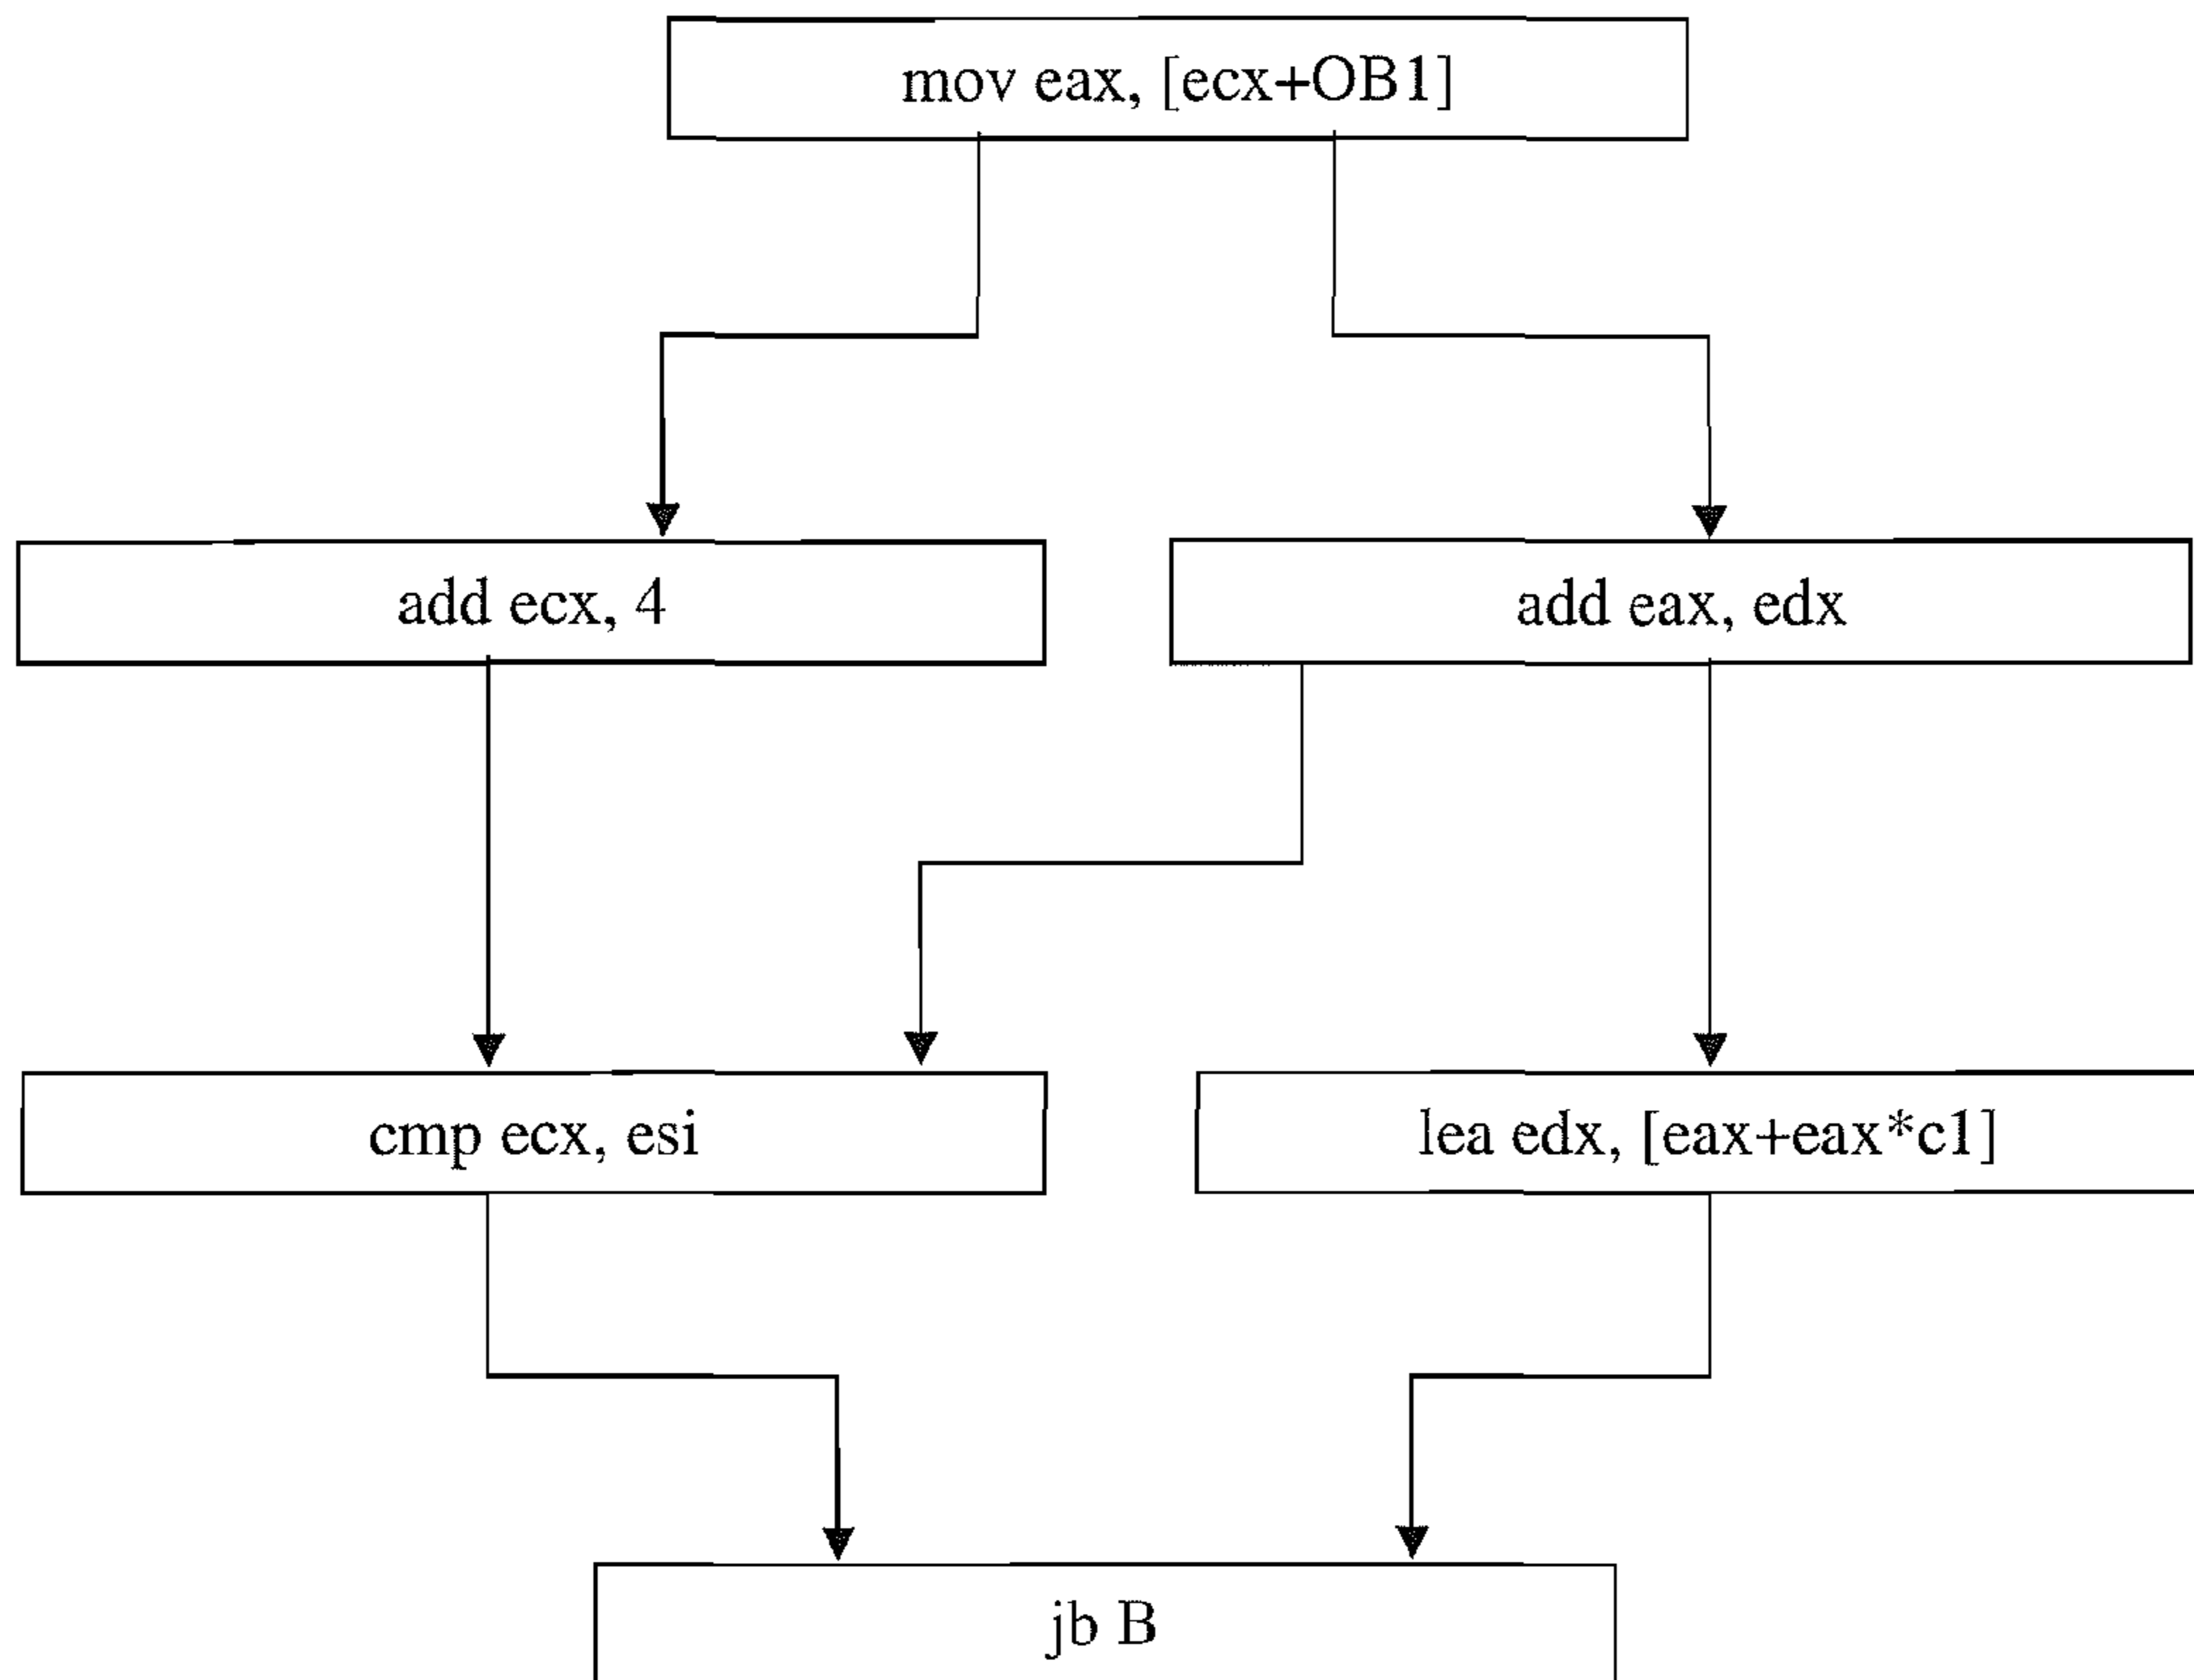 mov eax, [ecx+OB1]
add ecx, 4
add eax, edx
cmp ecx, esi
lea edx, [eax+eax*c1]
jb B